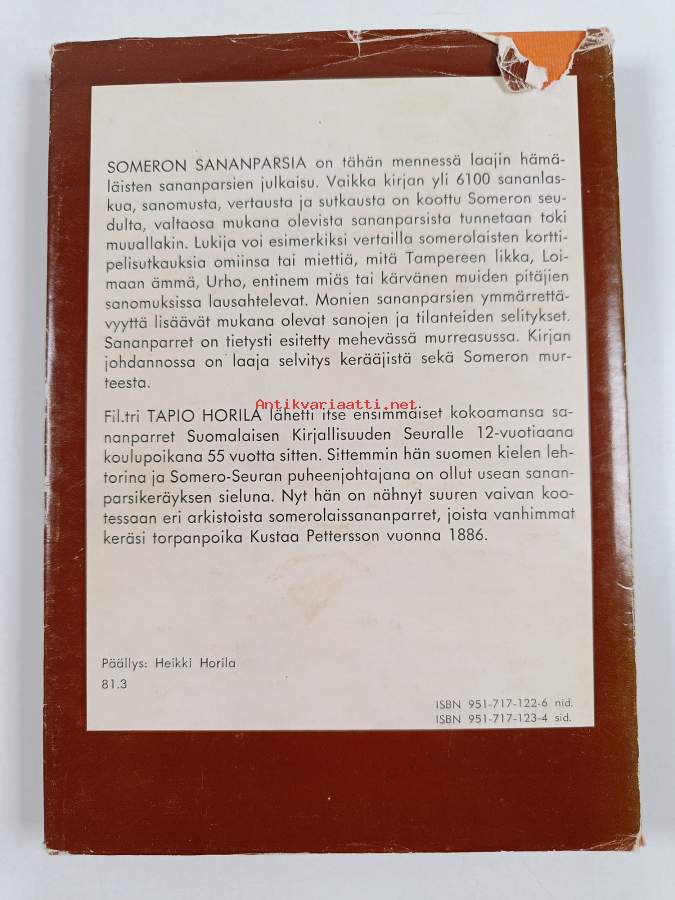 SOMERON SANANPARSIA on tähän mennessä laajin hämä-
läisten sananparsien julkaisu. Vaikka kirjan yli 6100 sananlas-
kua, sanomusta, vertausta ja sutkausta on koottu Someron seu-
dulta, valtaosa mukana olevista sananparsista tunnetaan toki
muuallakin. Lukija voi esimerkiksi vertailla somerolaisten kortti-
pelisutkauksia omiinsa tai miettiä, mitä Tampereen Iikka, Loi-
maan ämmä, Urho, entinem miäs tai kärvänen muiden pitäjien
sanomuksissa lausahtelevat. Monien sananparsien ymmärrettä-
vyyttä lisäävät mukana olevat sanojen ja tilanteiden selitykset.
Sananparret on tietysti esitetty mehevässä murreasussa. Kirjan
johdannossa on laaja selvitys kerääjistä sekä Someron mur-
teesta.
Antikvariaatti.net
Fil.tri TAPIO HORILA lähetti itse ensimmäiset kokoamansa sa-
nanparret Suomalaisen Kirjallisuuden Seuralle 12-vuotiaana
koulupoikana 55 vuotta sitten. Sittemmin hän suomen kielen leh-
torina ja Somero-Seuran puheenjohtajana on ollut usean sanan-
parsikeräyksen sieluna. Nyt hän on nähnyt suuren vaivan koo-
tessaan eri arkistoista somerolaissananparret, joista vanhimmat
keräsi torpanpoika Kustaa Pettersson vuonna 1886.
Päällys: Heikki Horila
81.3
ISBN 951-717-122-6 nid.
ISBN 951-717-123-4 sid.